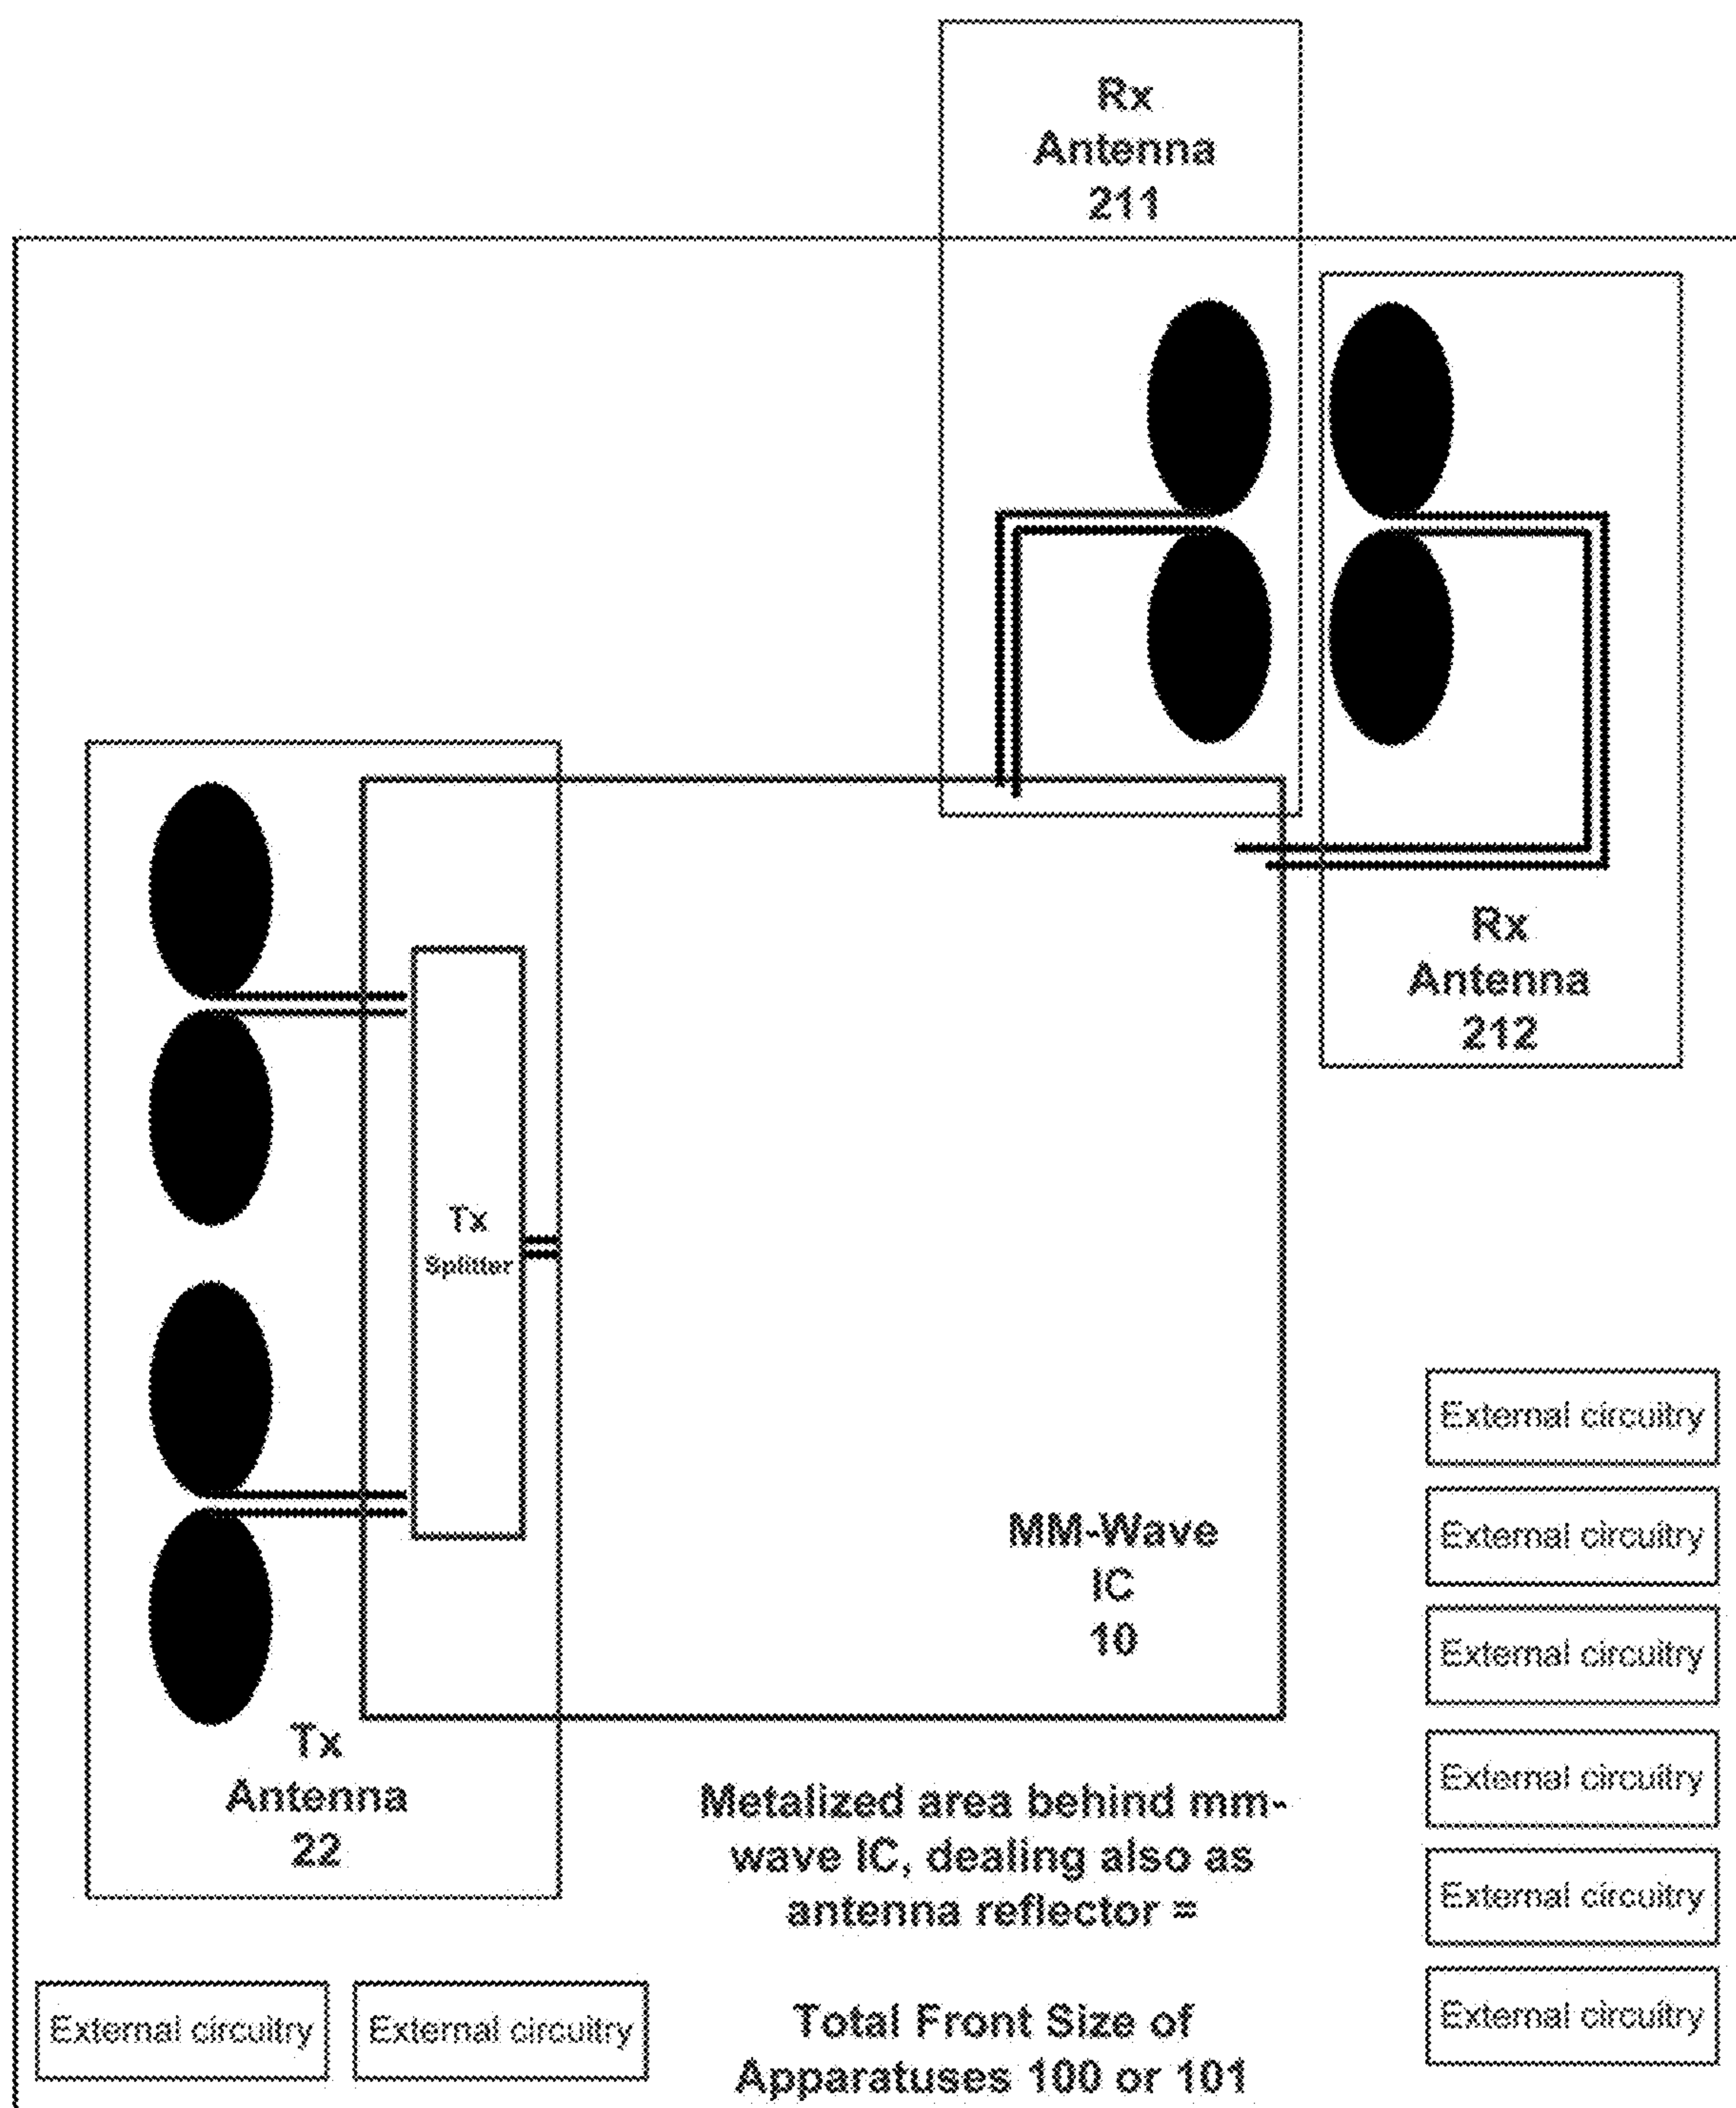 Rx
Antenna
211
Rx
Antenna
212
Tx
Splitter
MM-Wave
IC
10
Tx
Antenna
22
External circuitry
External circuitry
External circuitry
External circuitry
External circuitry
External circuitry
Metalized area behind mm-
wave IC, dealing also as
antenna reflector =
Total Front Size of
Apparatuses 100 or 101
External circuitry
External circuitry